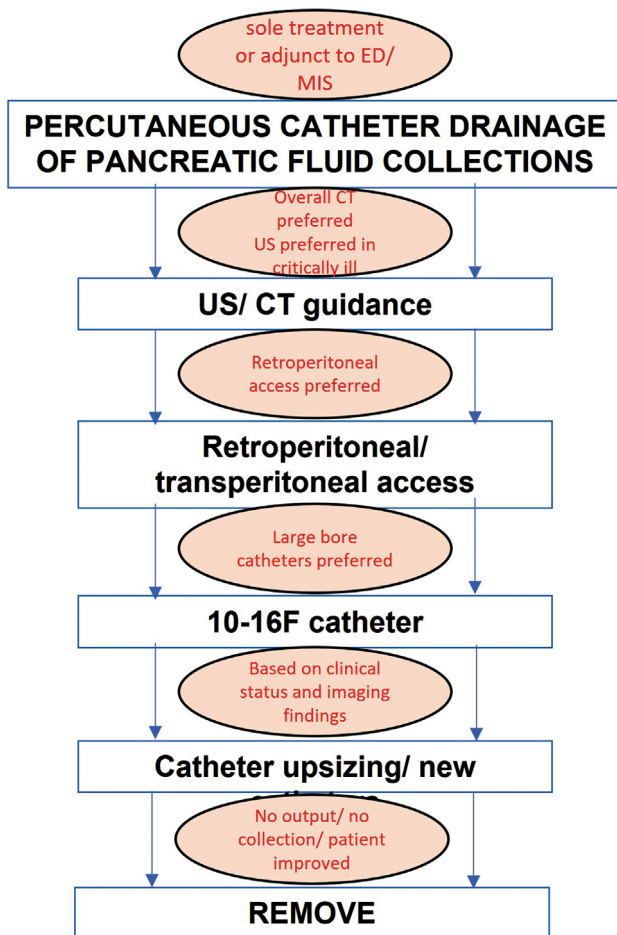 sole treatment
or adjunct to ED/
MIS
PERCUTANEOUS CATHETER DRAINAGE
OF PANCREATIC FLUID COLLECTIONS
Overall CT
preferred
US preferred in
critically ill
US/ CT guidance
Retroperitoneal
access preferred
Retroperitoneal/
transperitoneal access
Large bore
catheters preferred
10-16F catheter
Based on clinical
status and imaging
findings
Catheter upsizing/ new
No output/ no
collection/ patient
improved
REMOVE